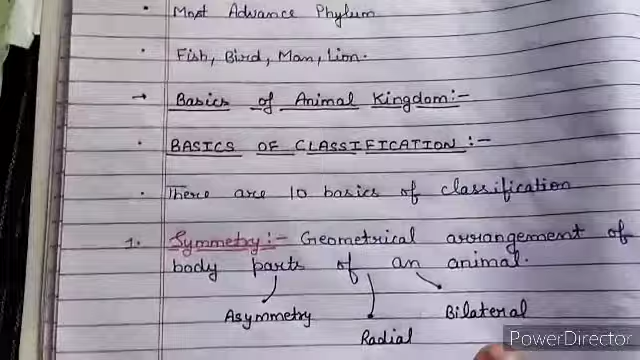 • Most Advance Phylum
• Fish, Bird, Man, Lion.
→ Basics of Animal Kingdom:-
• BASICS OF CLASSIFICATION:-
• There are 10 basics of classification
1. Symmetry:- Geometrical arrangement of
body parts of an animal.
Asymmetry
Radial
Bilateral
PowerDirector